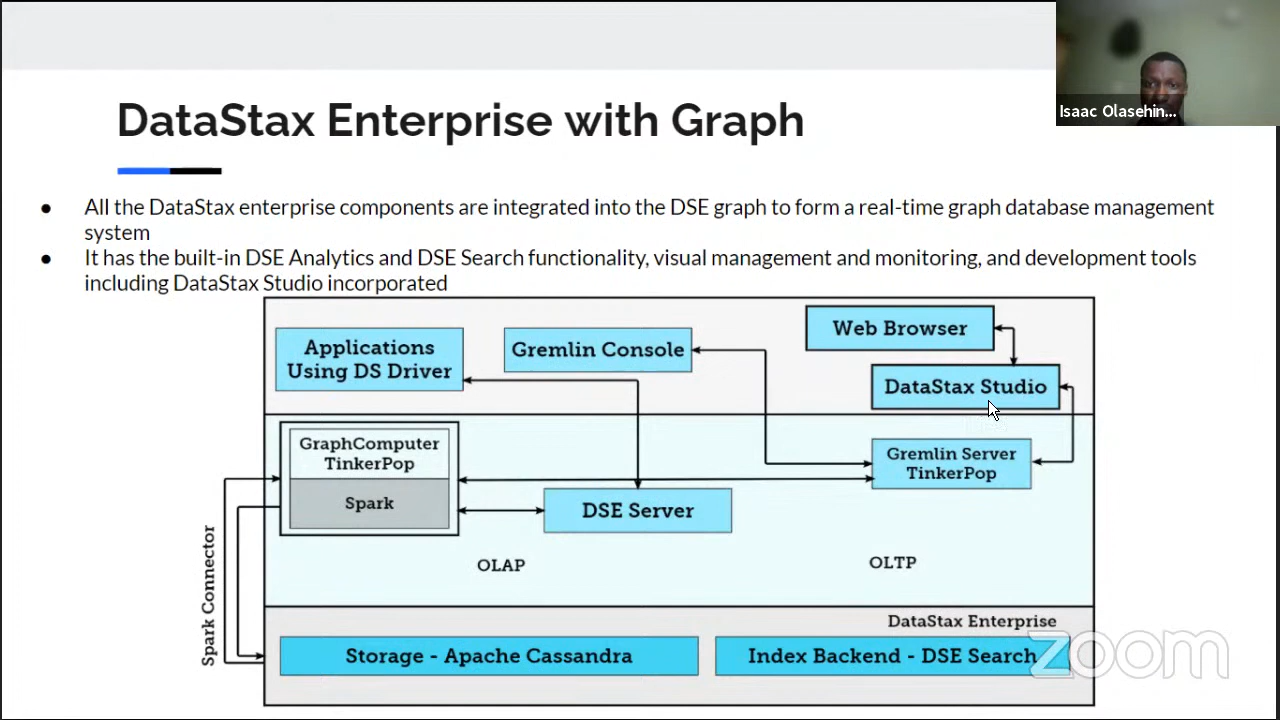 DataStax Enterprise with Graph
Isaac Olasehin...
● All the DataStax enterprise components are integrated into the DSE graph to form a real-time graph database management
system
● It has the built-in DSE Analytics and DSE Search functionality, visual management and monitoring, and development tools
including DataStax Studio incorporated
Applications
Using DS Driver
Gremlin Console
Web Browser
DataStax Studio
GraphComputer
TinkerPop
Spark
Gremlin Server
TinkerPop
DSE Server
OLAP
OLTP
Spark Connector
DataStax Enterprise
Storage - Apache Cassandra
Index Backend - DSE Search
zoom